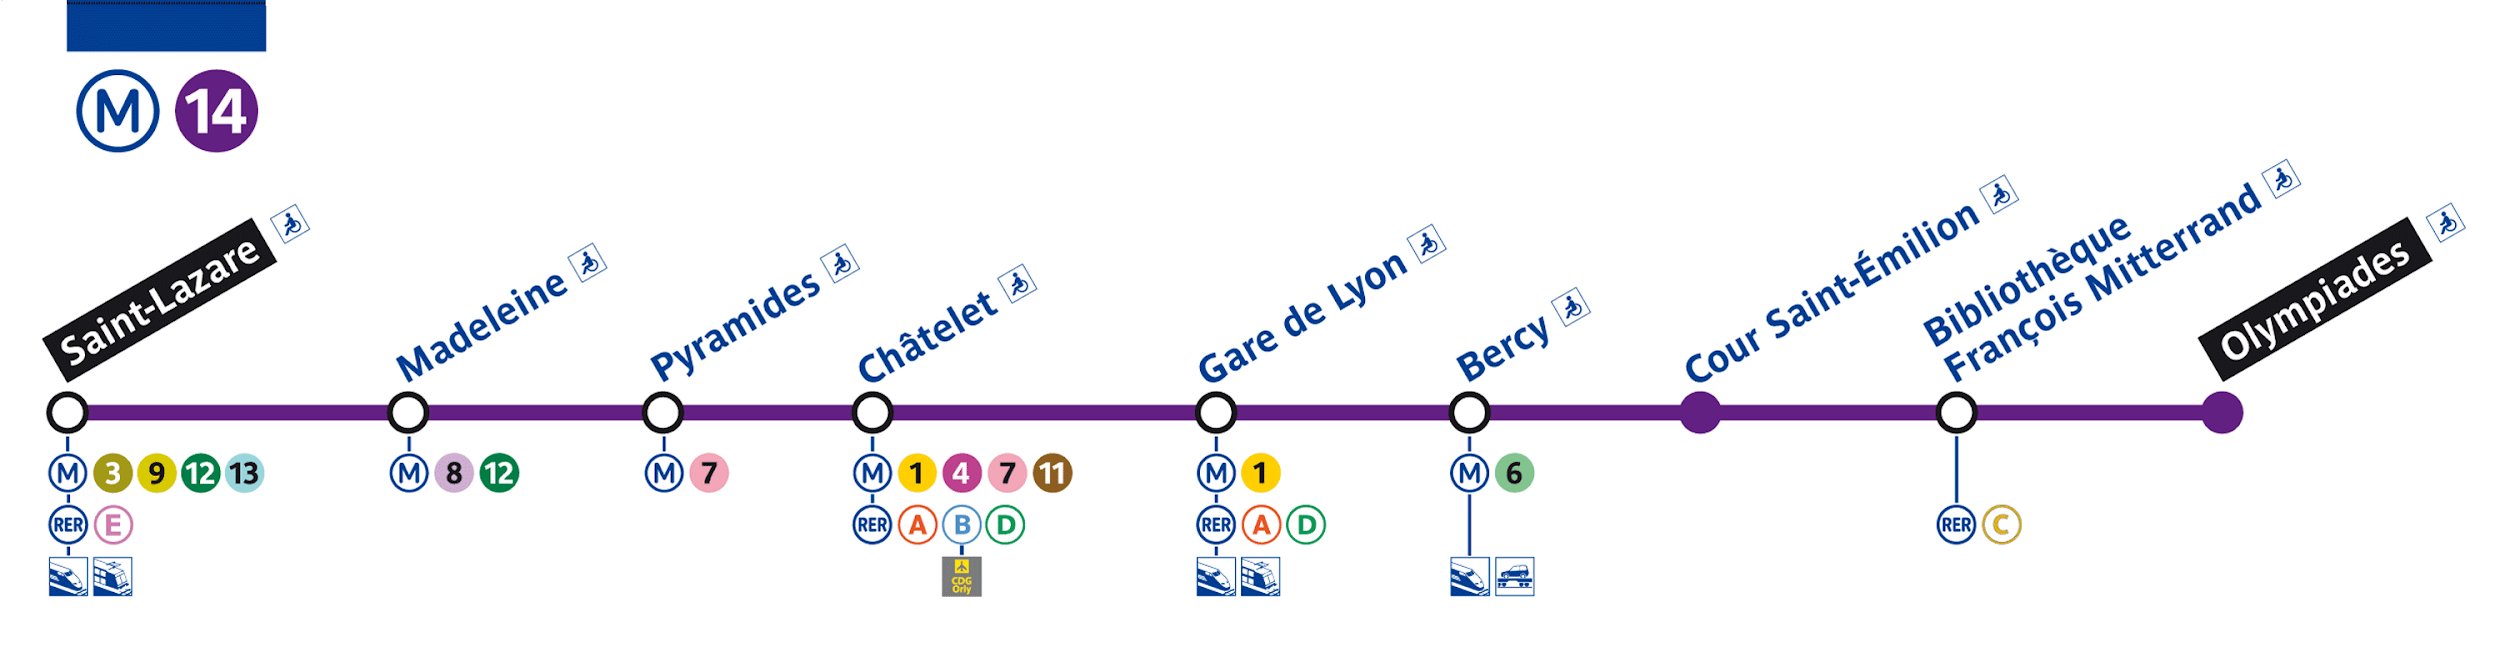 M 14
Saint-Lazare
Madeleine
Pyramides
Châtelet
Gare de Lyon
Bercy
Cour Saint-Émilion
Bibliothèque
François Mitterrand
Olympiades
M 3 9 12 13
RER E
M 8 12
M 7
M 1 4 7 11
RER A B D
CDG
Orly
M 1
RER A D
M 6
RER C